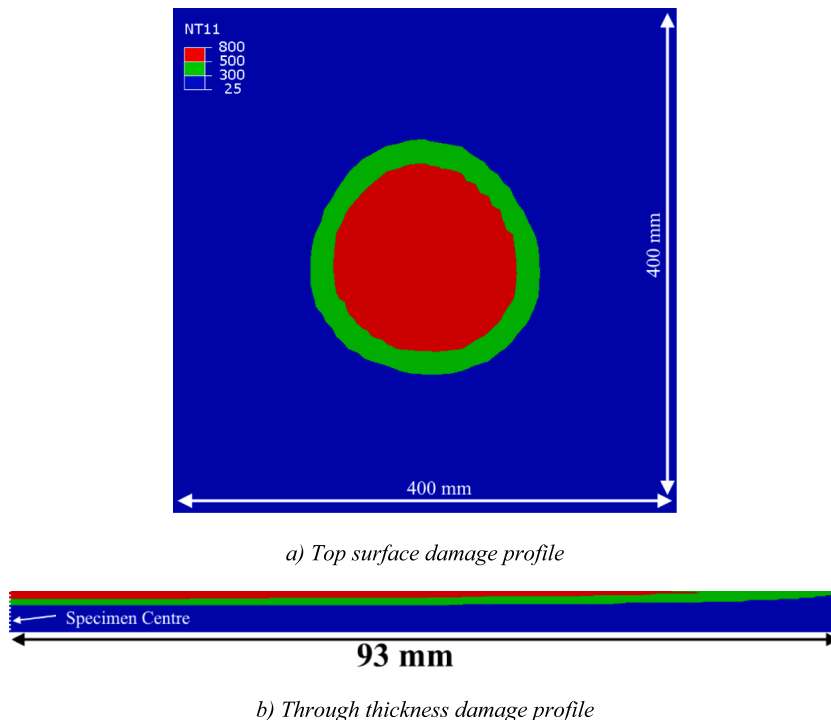 NT11
800
500
300
25
400 mm
400 mm
a) Top surface damage profile
Specimen Centre
93 mm
b) Through thickness damage profile